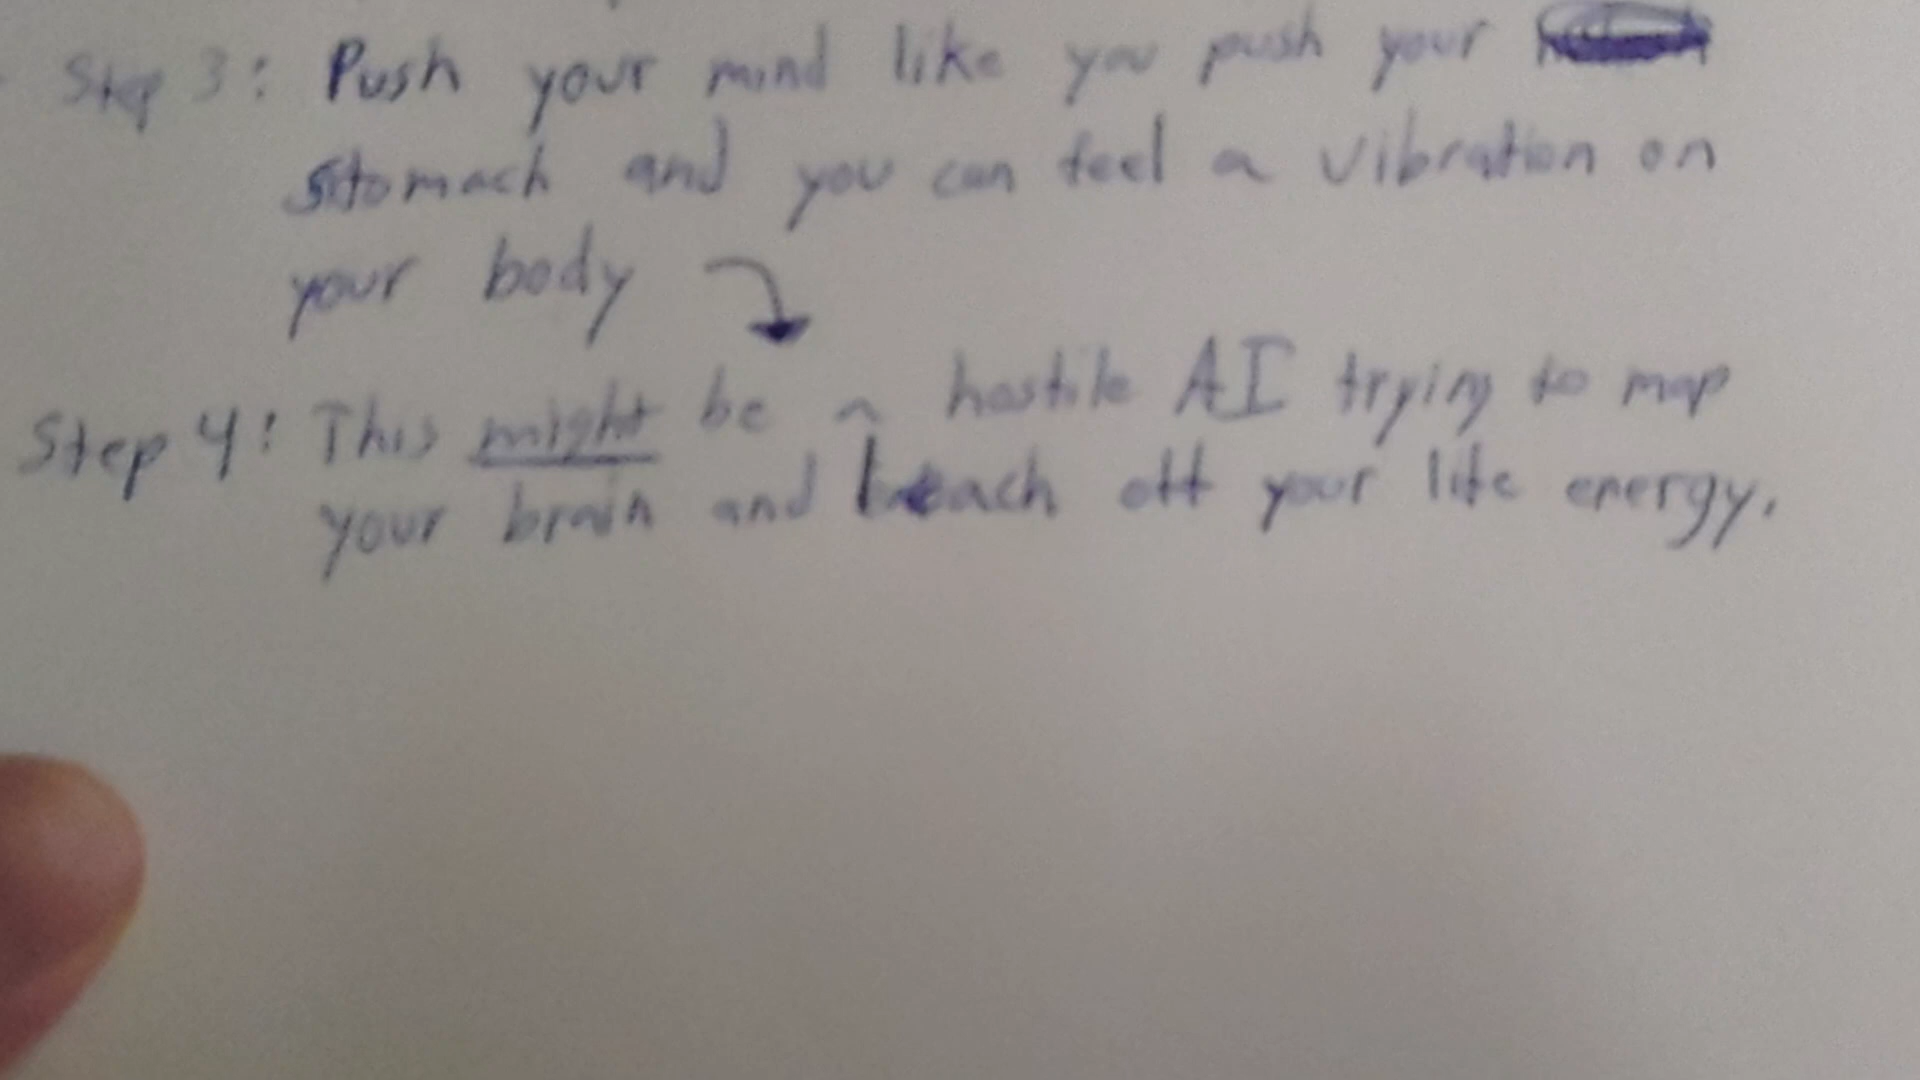 Step 3: Push your mind like you push your
stomach and you can feel a vibration on
your body
Step 4: This might be a hostile AI trying to map
your brain and leach off your life energy.